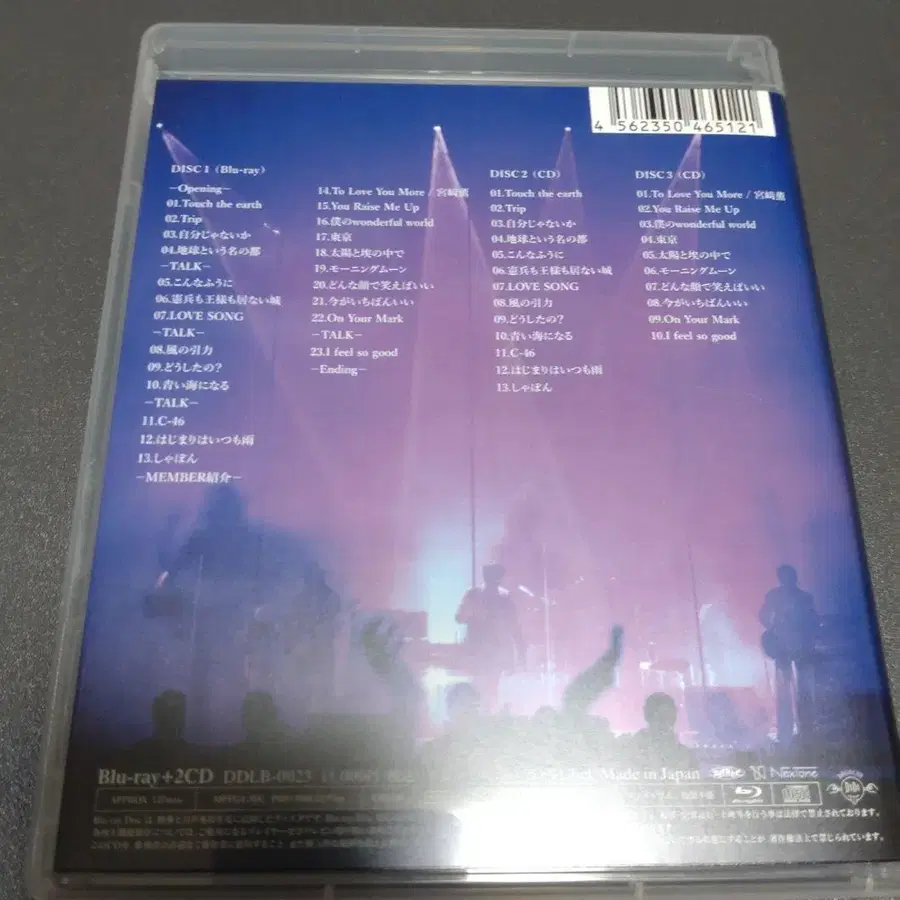 4 562350 465121
DISC 1 (Blu-ray)
−Opening−
01.Touch the earth
02.Trip
03.自分じゃないか
04.地球という名の都
−TALK−
05.こんなふうに
06.憲兵も王様も居ない城
07.LOVE SONG
−TALK−
08.風の引力
09.どうしたの?
10.青い海になる
−TALK−
11.C-46
12.はじまりはいつも雨
13.しゃぼん
−MEMBER紹介−
14.To Love You More / 宮﨑薫
15.You Raise Me Up
16.僕のwonderful world
17.東京
18.太陽と埃の中で
19.モーニングムーン
20.どんな顔で笑えばいい
21.今がいちばんいい
22.On Your Mark
−TALK−
23.I feel so good
−Ending−
DISC 2 (CD)
01.Touch the earth
02.Trip
03.自分じゃないか
04.地球という名の都
05.こんなふうに
06.憲兵も王様も居ない城
07.LOVE SONG
08.風の引力
09.どうしたの?
10.青い海になる
11.C-46
12.はじまりはいつも雨
13.しゃぼん
DISC 3 (CD)
01.To Love You More / 宮﨑薫
02.You Raise Me Up
03.僕のwonderful world
04.東京
05.太陽と埃の中で
06.モーニングムーン
07.どんな顔で笑えばいい
08.今がいちばんいい
09.On Your Mark
10.I feel so good
Blu-ray+2CD DDLB-0023
Made in Japan
NexTone